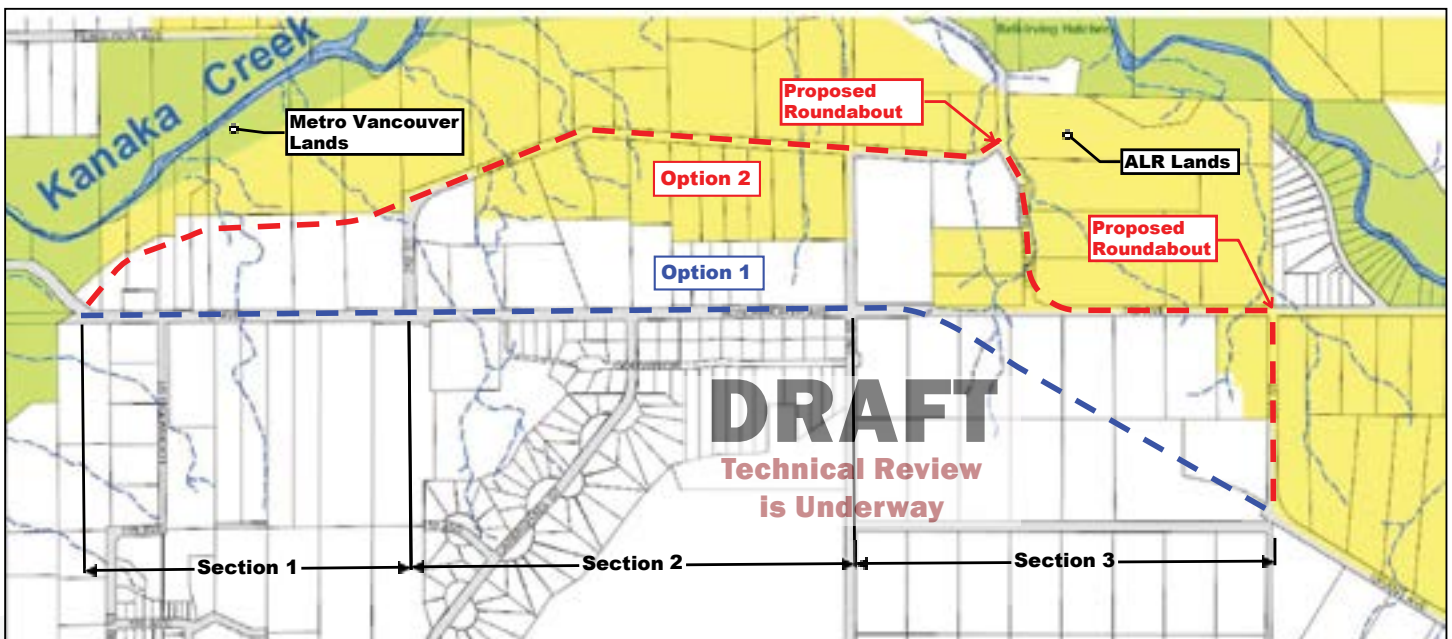 Kanaka Creek
Metro Vancouver
Lands
Proposed
Roundabout
ALR Lands
Option 2
Proposed
Roundabout
Option 1
DRAFT
Technical Review
is Underway
Section 1
Section 2
Section 3